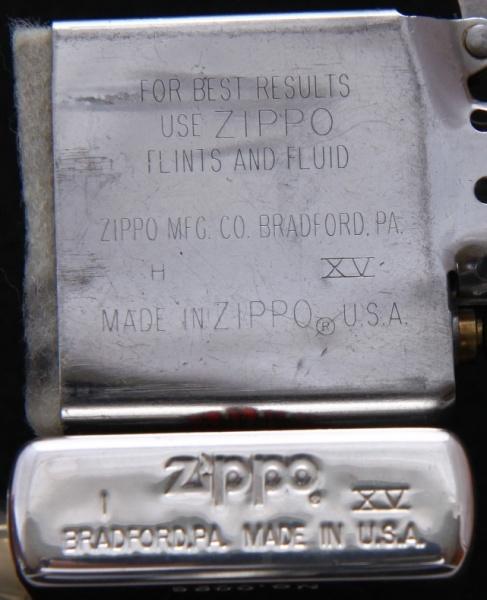 FOR BEST RESULTS
USE ZIPPO
FLINTS AND FLUID
ZIPPO MFG. CO. BRADFORD, PA.
H XV
MADE IN ZIPPO ® U.S.A.
Zippo®
I XV
BRADFORD,PA. MADE IN U.S.A.